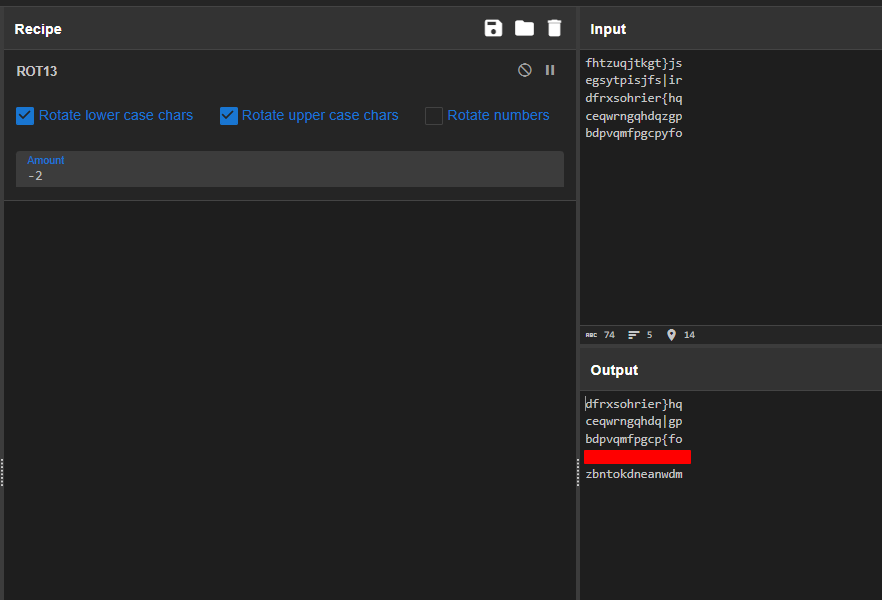 Recipe
ROT13
Rotate lower case chars Rotate upper case chars Rotate numbers
Amount
-2
Input
fhtzuqjtkgt}js
egsytpisjfs|ir
dfrxsohrier{hq
ceqwrngqhdqzgp
bdpvqmfpgcpyfo
ABC 74 5 14
Output
dfrxsohrier}hq
ceqwrngqhdq|gp
bdpvqmfpgcp{fo
zbntokdneanwdm